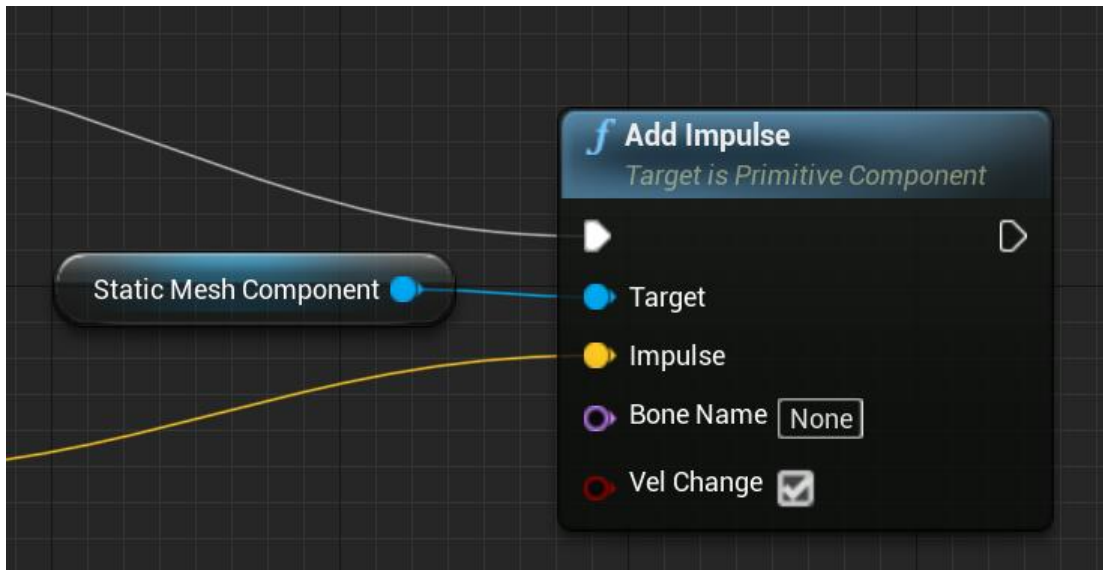 Add Impulse
Target is Primitive Component
Static Mesh Component
Target
Impulse
Bone Name None
Vel Change